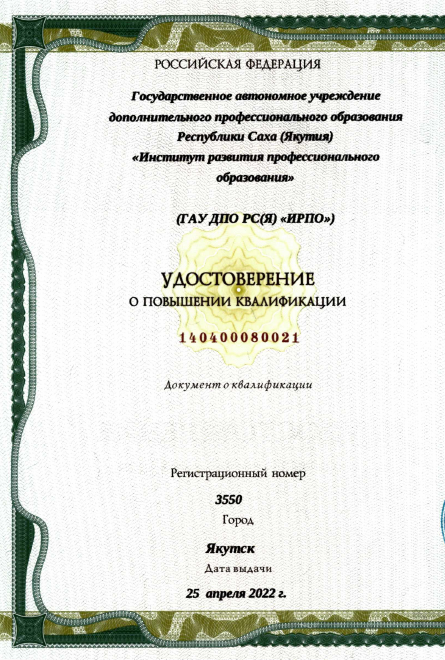 РОССИЙСКАЯ ФЕДЕРАЦИЯ
Государственное автономное учреждение
дополнительного профессионального образования
Республики Саха (Якутия)
«Институт развития профессионального
образования»
(ГАУ ДПО РС(Я) «ИРПО»)
УДОСТОВЕРЕНИЕ
О ПОВЫШЕНИИ КВАЛИФИКАЦИИ
140400080021
Документ о квалификации
Регистрационный номер
3550
Город
Якутск
Дата выдачи
25 апреля 2022 г.